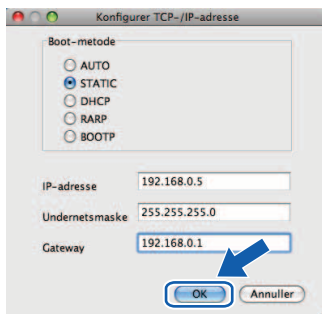 Konfigurer TCP-/IP-adresse
Boot-metode
AUTO
STATIC
DHCP
RARP
BOOTP
IP-adresse 192.168.0.5
Undernetsmaske 255.255.255.0
Gateway 192.168.0.1
OK Annuller